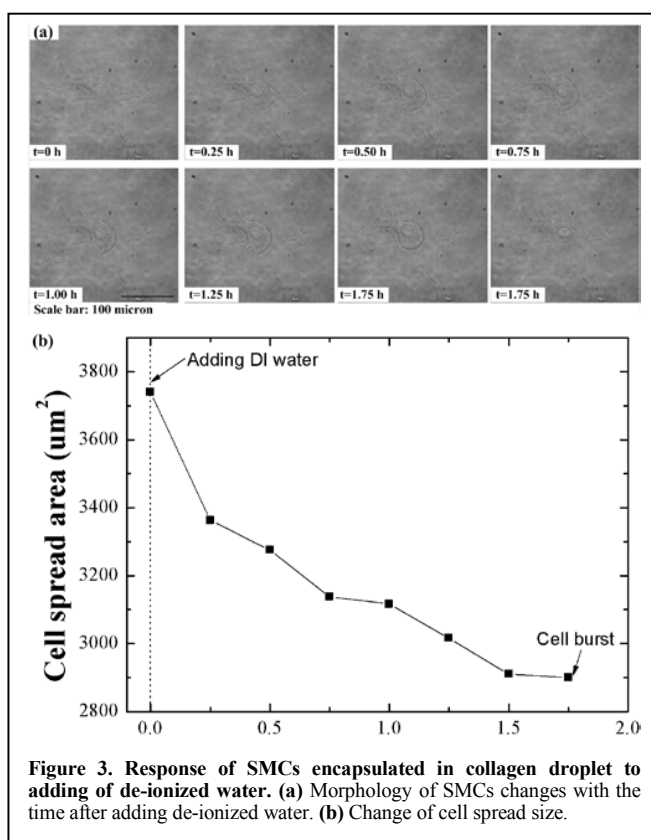 (a)
t=0 h t=0.25 h t=0.50 h t=0.75 h
t=1.00 h t=1.25 h t=1.75 h t=1.75 h
Scale bar: 100 micron
(b)
Adding DI water
3800
3600
3400
3200
3000
2800
Cell spread area (um²)
Cell burst
0.0 0.5 1.0 1.5 2.0
Figure 3. Response of SMCs encapsulated in collagen droplet to
adding of de-ionized water. (a) Morphology of SMCs changes with the
time after adding de-ionized water. (b) Change of cell spread size.